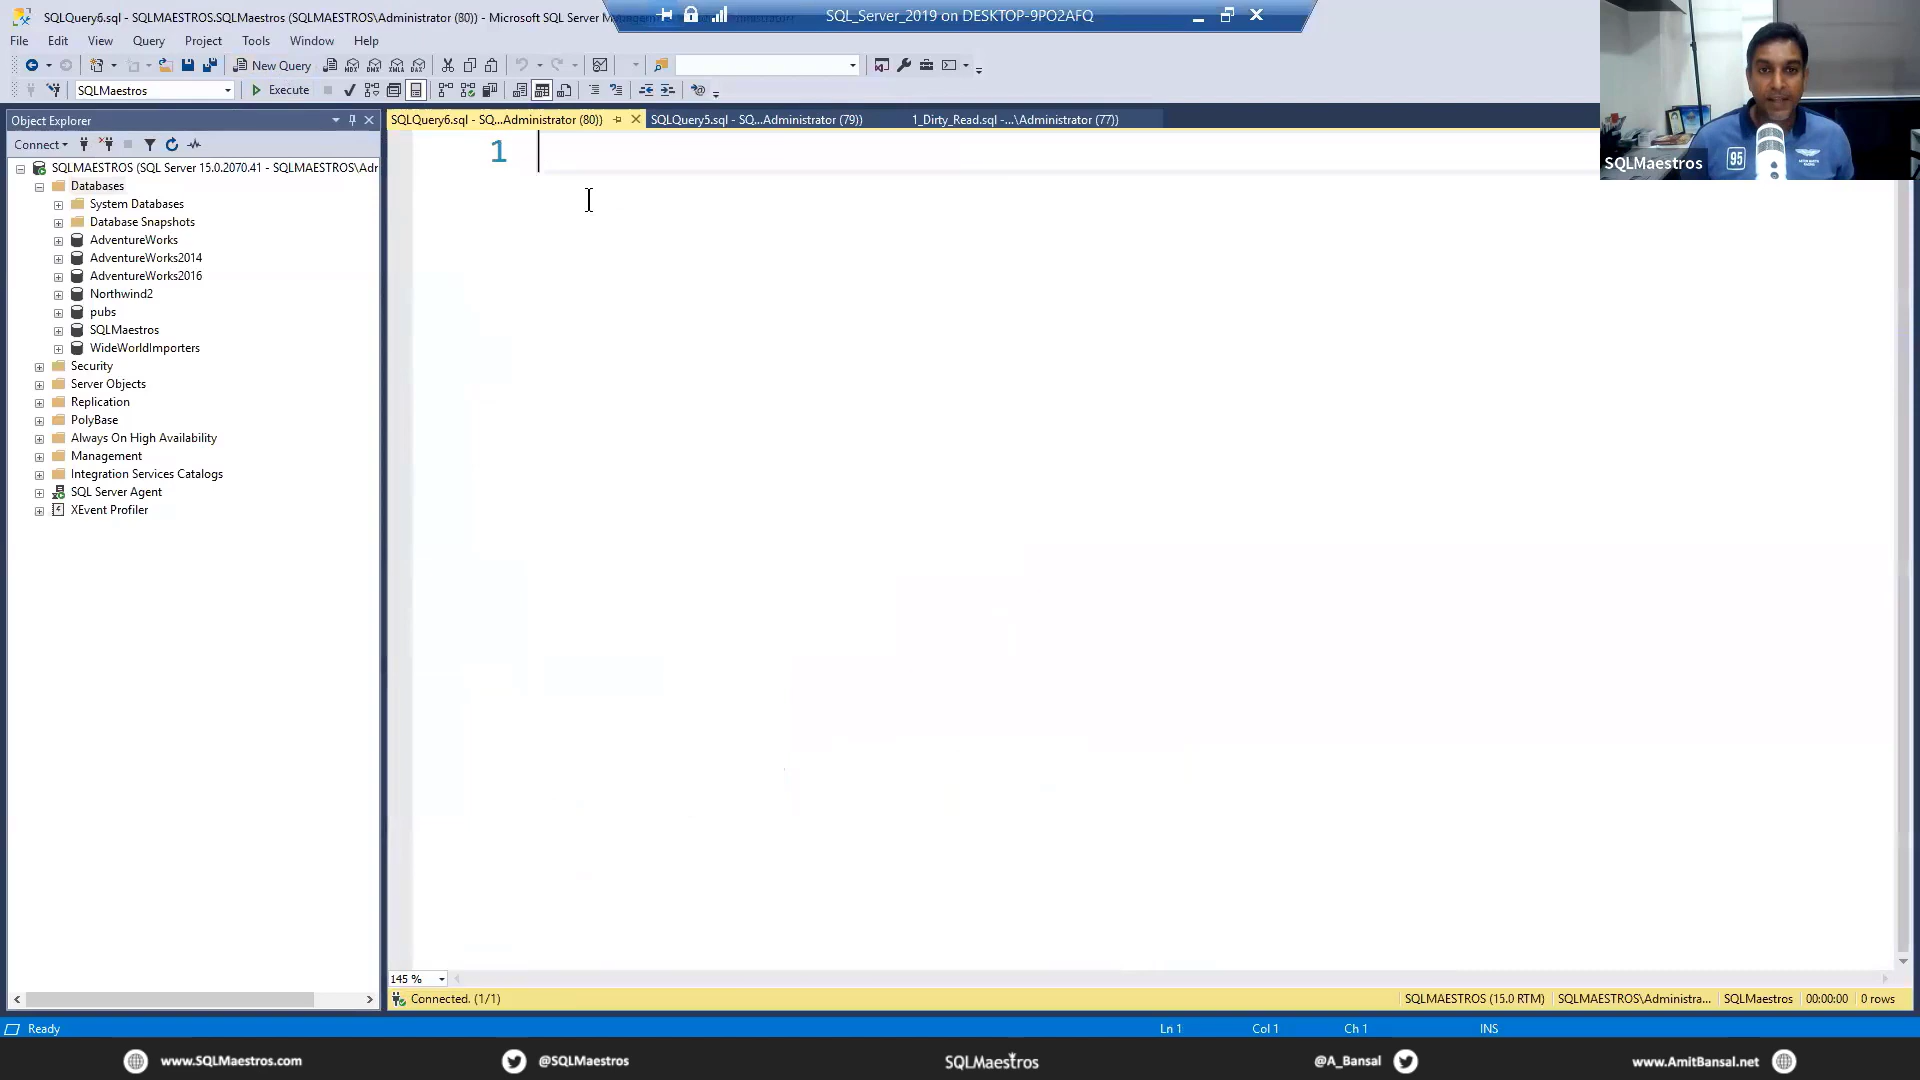 SQLQuery6.sql - SQLMAESTROS.SQLMaestros (SQLMAESTROS\Administrator (80)) - Microsoft SQL Server
SQL_Server_2019 on DESKTOP-9PO2AFQ
File Edit View Query Project Tools Window Help
New Query
MDX DMX XMLA DAX
SQLMaestros
Execute
Object Explorer
SQLQuery6.sql - SQ...Administrator (80))
SQLQuery5.sql - SQ...Administrator (79))
1_Dirty_Read.sql -...\Administrator (77))
Connect
1
SQLMAESTROS (SQL Server 15.0.2070.41 - SQLMAESTROS\Adr
Databases
System Databases
Database Snapshots
AdventureWorks
AdventureWorks2014
AdventureWorks2016
Northwind2
pubs
SQLMaestros
WideWorldImporters
Security
Server Objects
Replication
PolyBase
Always On High Availability
Management
Integration Services Catalogs
SQL Server Agent
XEvent Profiler
SQLMaestros
95
145 %
Connected. (1/1)
SQLMAESTROS (15.0 RTM)
SQLMAESTROS\Administra...
SQLMaestros
00:00:00
0 rows
Ready
Ln 1
Col 1
Ch 1
INS
www.SQLMaestros.com
@SQLMaestros
SQLMaestros
@A_Bansal
www.AmitBansal.net